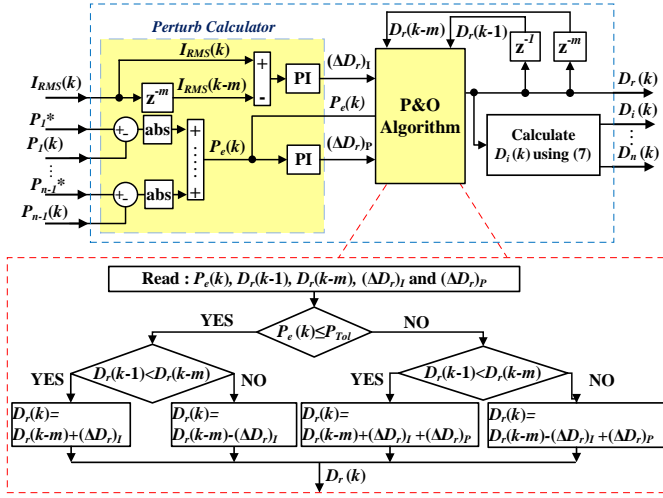 Perturb Calculator
D_r(k-m) D_r(k-1)
z^-1 z^-m
I_RMS(k)
I_RMS(k)
z^-m
I_RMS(k-m)
+
-
PI
(ΔD_r)_I
P_1*
P_1(k)
+ -
abs
P_e(k)
P&O
Algorithm
D_r(k)
Calculate
D_i(k) using (7)
D_i(k)
⋮
D_n(k)
+
+
P_e(k)
PI
(ΔD_r)_P
⋮
P_n-1*
P_n-1(k)
+ -
abs
Read : P_e(k), D_r(k-1), D_r(k-m), (ΔD_r)_I and (ΔD_r)_P
YES
P_e(k)≤P_Tol
NO
D_r(k-1)<D_r(k-m)
D_r(k-1)<D_r(k-m)
YES
NO
YES
NO
D_r(k)=
D_r(k-m)+(ΔD_r)_I
D_r(k)=
D_r(k-m)-(ΔD_r)_I
D_r(k)=
D_r(k-m)+(ΔD_r)_I+(ΔD_r)_P
D_r(k)=
D_r(k-m)-(ΔD_r)_I+(ΔD_r)_P
D_r(k)